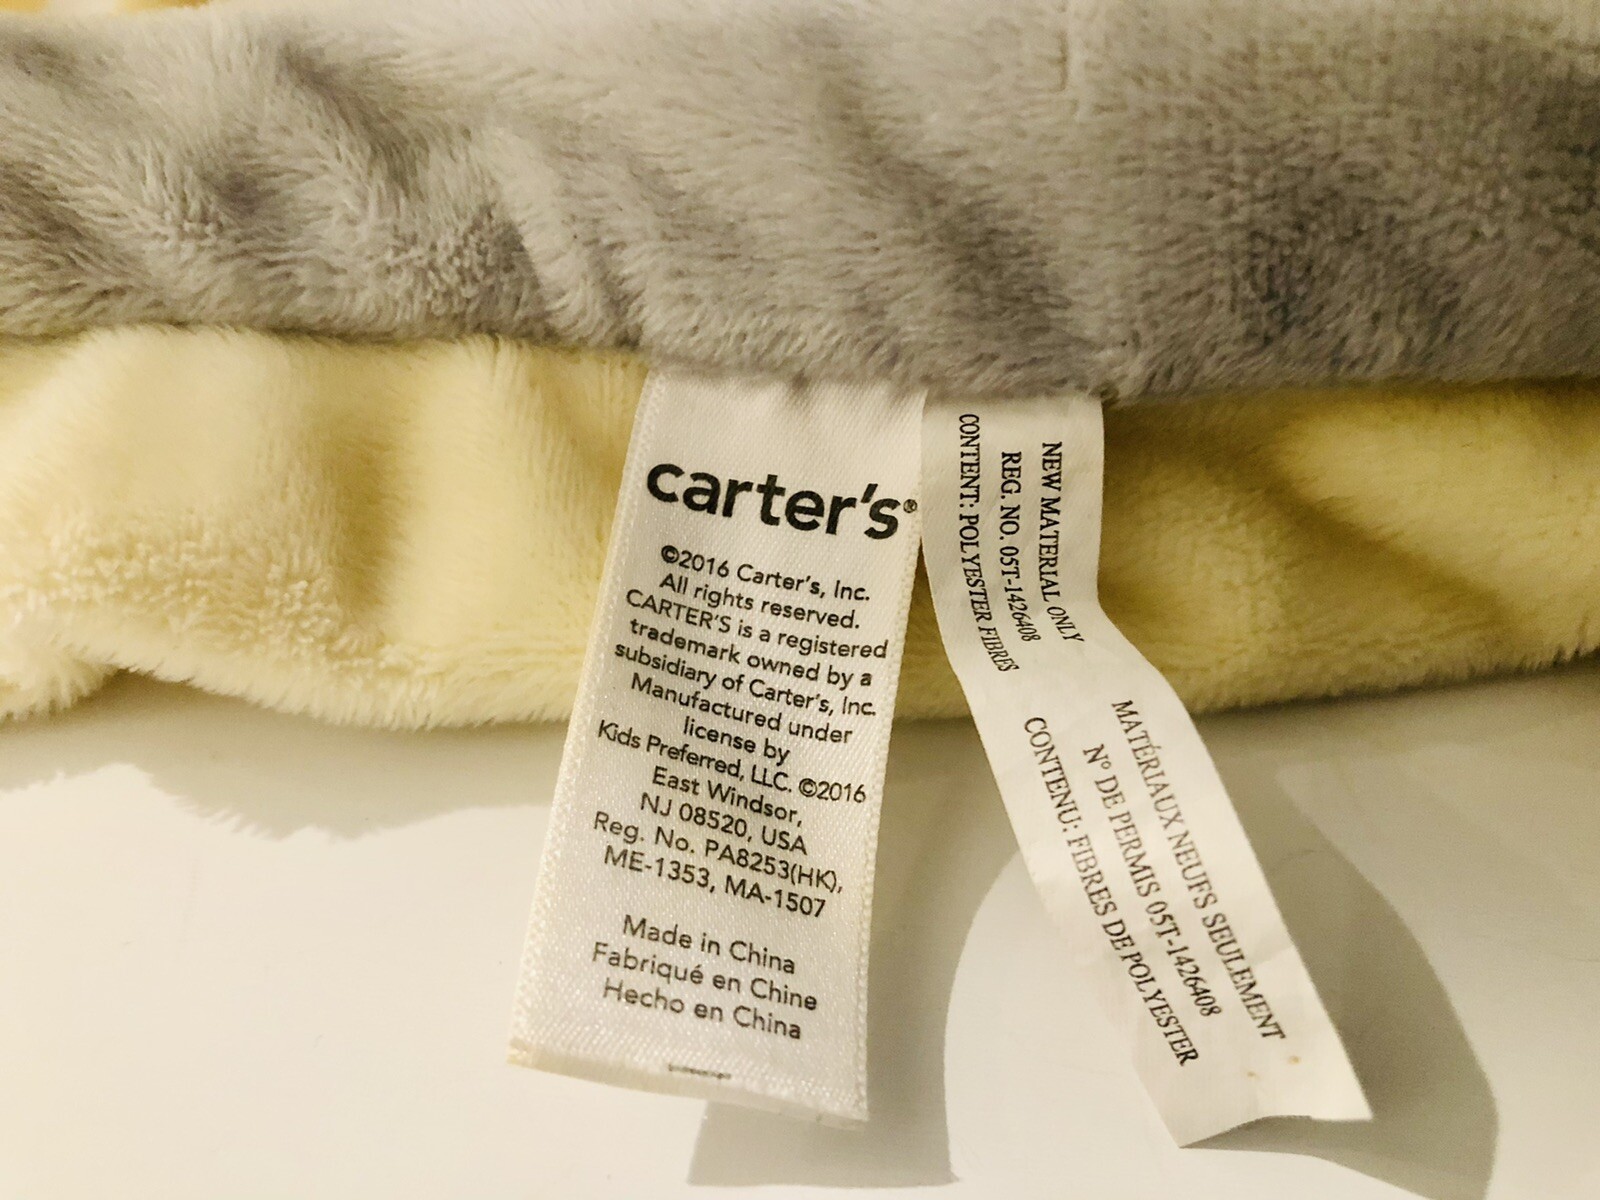 carter's®
©2016 Carter's, Inc.
All rights reserved.
CARTER'S is a registered
trademark owned by a
subsidiary of Carter's, Inc.
Manufactured under
license by
Kids Preferred, LLC. ©2016
East Windsor,
NJ 08520, USA
Reg. No. PA8253(HK),
ME-1353, MA-1507
Made in China
Fabriqué en Chine
Hecho en China
NEW MATERIAL ONLY
REG. NO. 05T-1426408
CONTENT: POLYESTER FIBRES
MATÉRIAUX NEUFS SEULEMENT
Nº DE PERMIS 05T-1426408
CONTENU: FIBRES DE POLYESTER